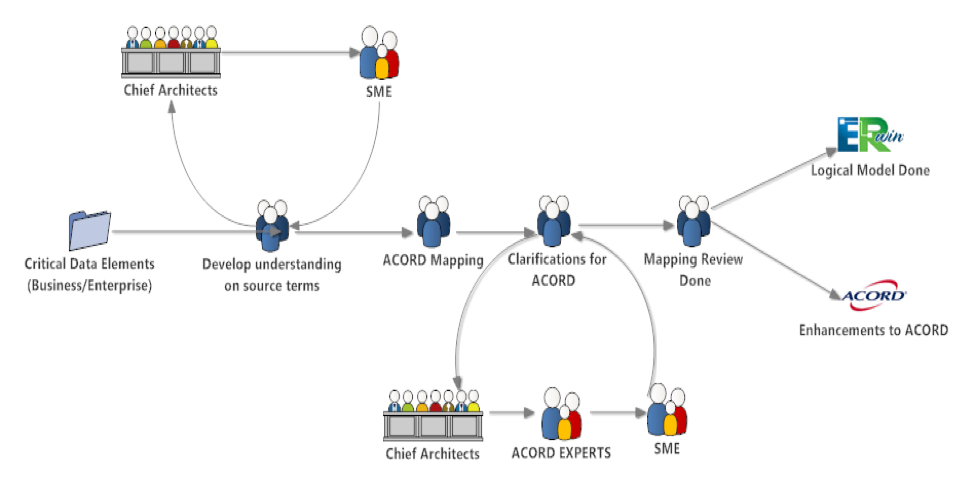 Chief Architects
SME
ERwin
Logical Model Done
Critical Data Elements
(Business/Enterprise)
Develop understanding
on source terms
ACORD Mapping
Clarifications for
ACORD
Mapping Review
Done
ACORD
Enhancements to ACORD
Chief Architects
ACORD EXPERTS
SME